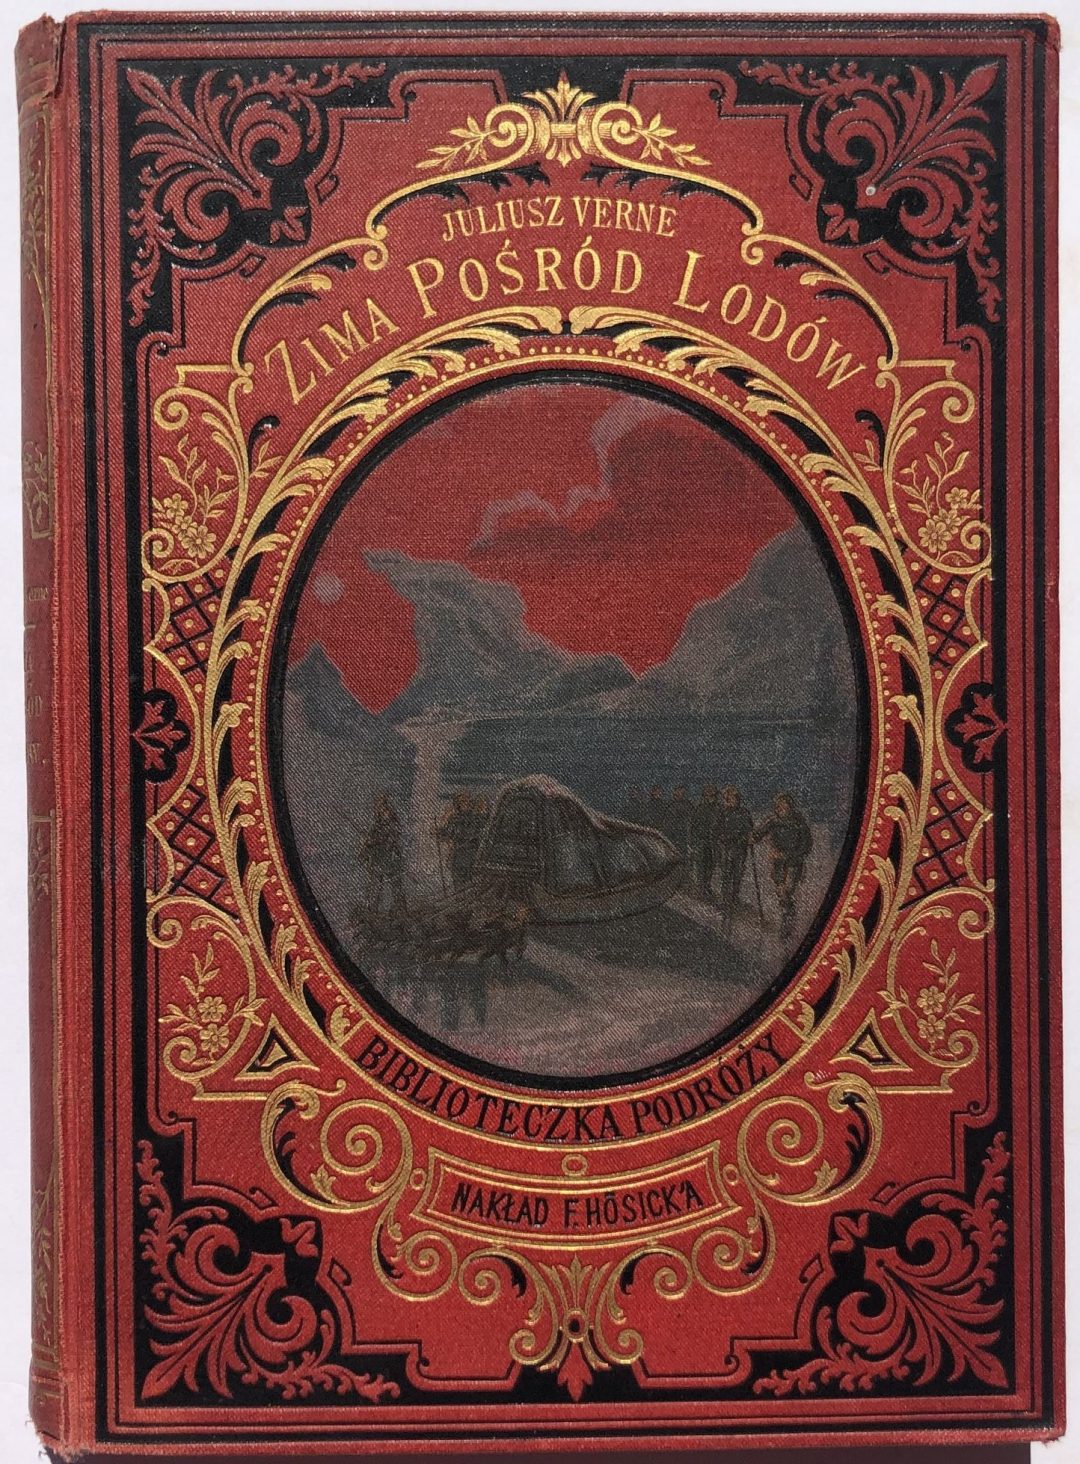 JULIUSZ VERNE
ZIMA POŚRÓD LODÓW
BIBLIOTECZKA PODRÓŻY
NAKŁAD F. HÖSICK'A